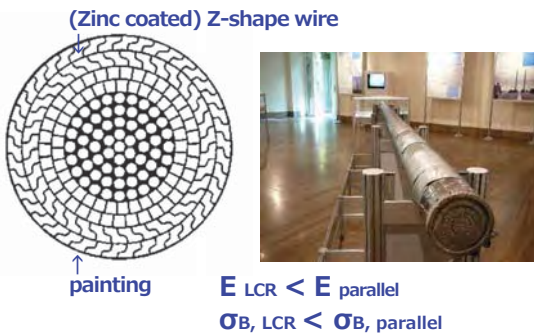 (Zinc coated) Z-shape wire
↑
↑
painting
E LCR < E parallel
σB, LCR < σB, parallel